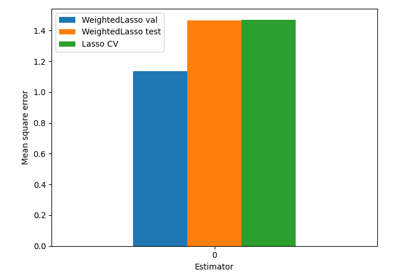 WeightedLasso val
WeightedLasso test
Lasso CV
1.4
1.2
1.0
0.8
0.6
0.4
0.2
0.0
Mean square error
0
Estimator